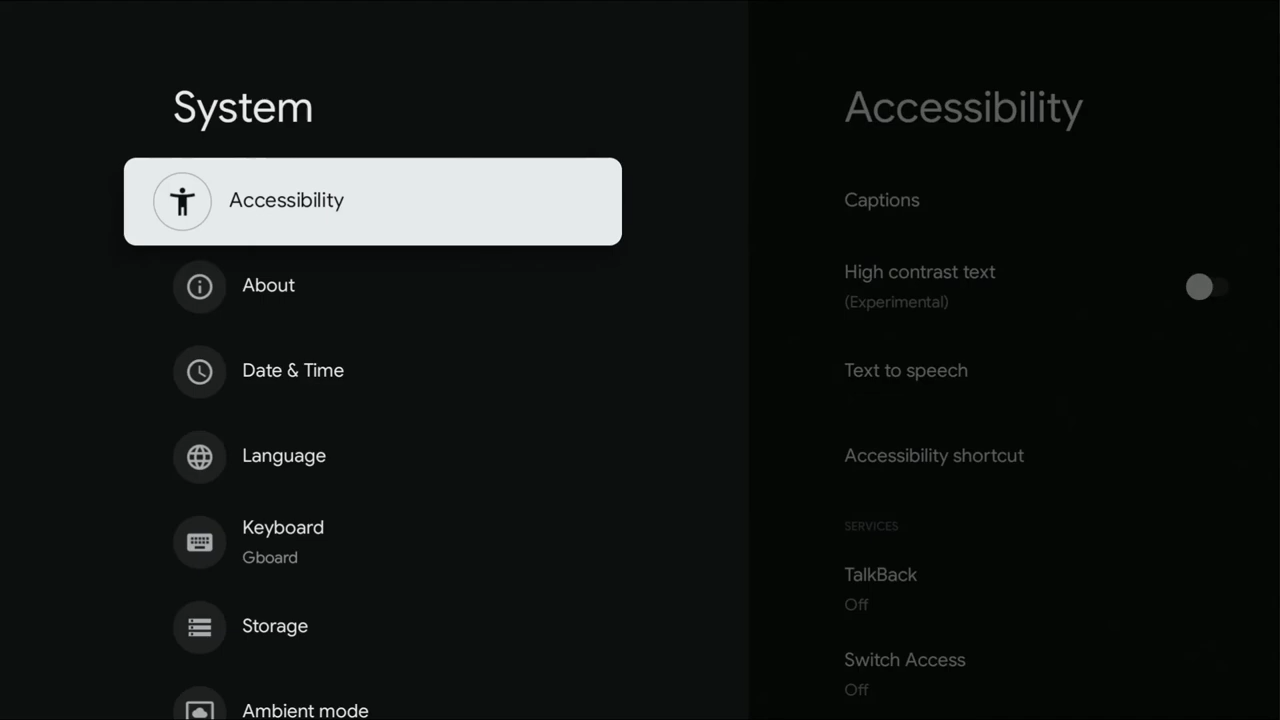 System
Accessibility
About
Date & Time
Language
Keyboard
Gboard
Storage
Ambient mode
Accessibility
Captions
High contrast text
(Experimental)
Text to speech
Accessibility shortcut
SERVICES
TalkBack
Off
Switch Access
Off